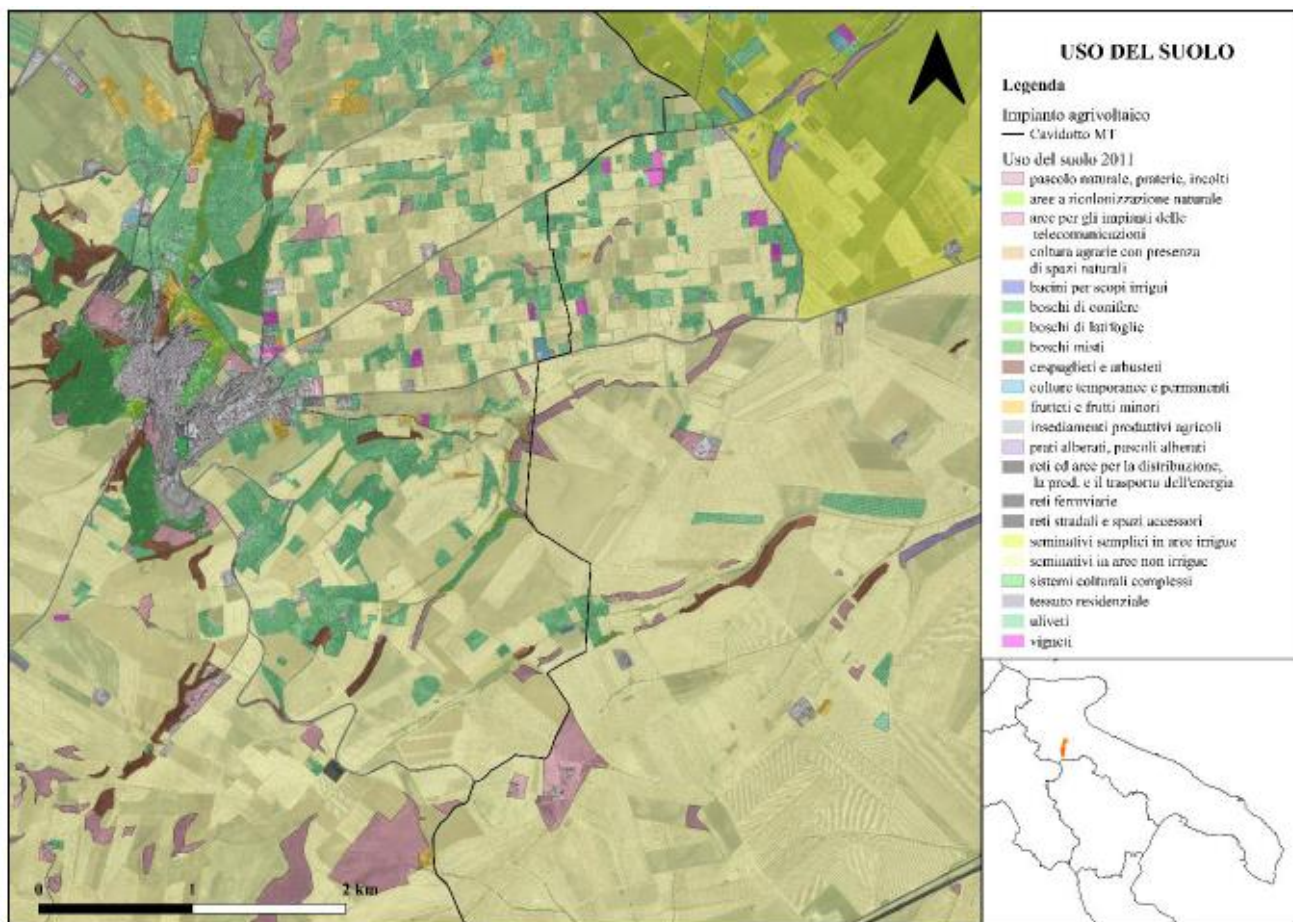 USO DEL SUOLO
Legenda
Impianto agrivoltaico
Cavidotto MT
Uso del suolo 2011
pascolo naturale, praterie, incolti
aree a ricolonizzazione naturale
aree per gli impianti delle
telecomunicazioni
coltura agrarie con presenza
di spazi naturali
bacini per scopi irrigui
boschi di conifere
boschi di latifoglie
boschi misti
cespuglieti e arbusteti
colture temporanee e permanenti
frutteti e frutti minori
insediamenti produttivi agricoli
prati alberati, pascoli alberati
reti ed aree per la distribuzione,
la prod. e il trasporto dell'energia
reti ferroviarie
reti stradali e spazi accessori
seminativi semplici in aree irrigue
seminativi in aree non irrigue
sistemi colturali complessi
tessuto residenziale
uliveti
vigneti
0 1 2 km